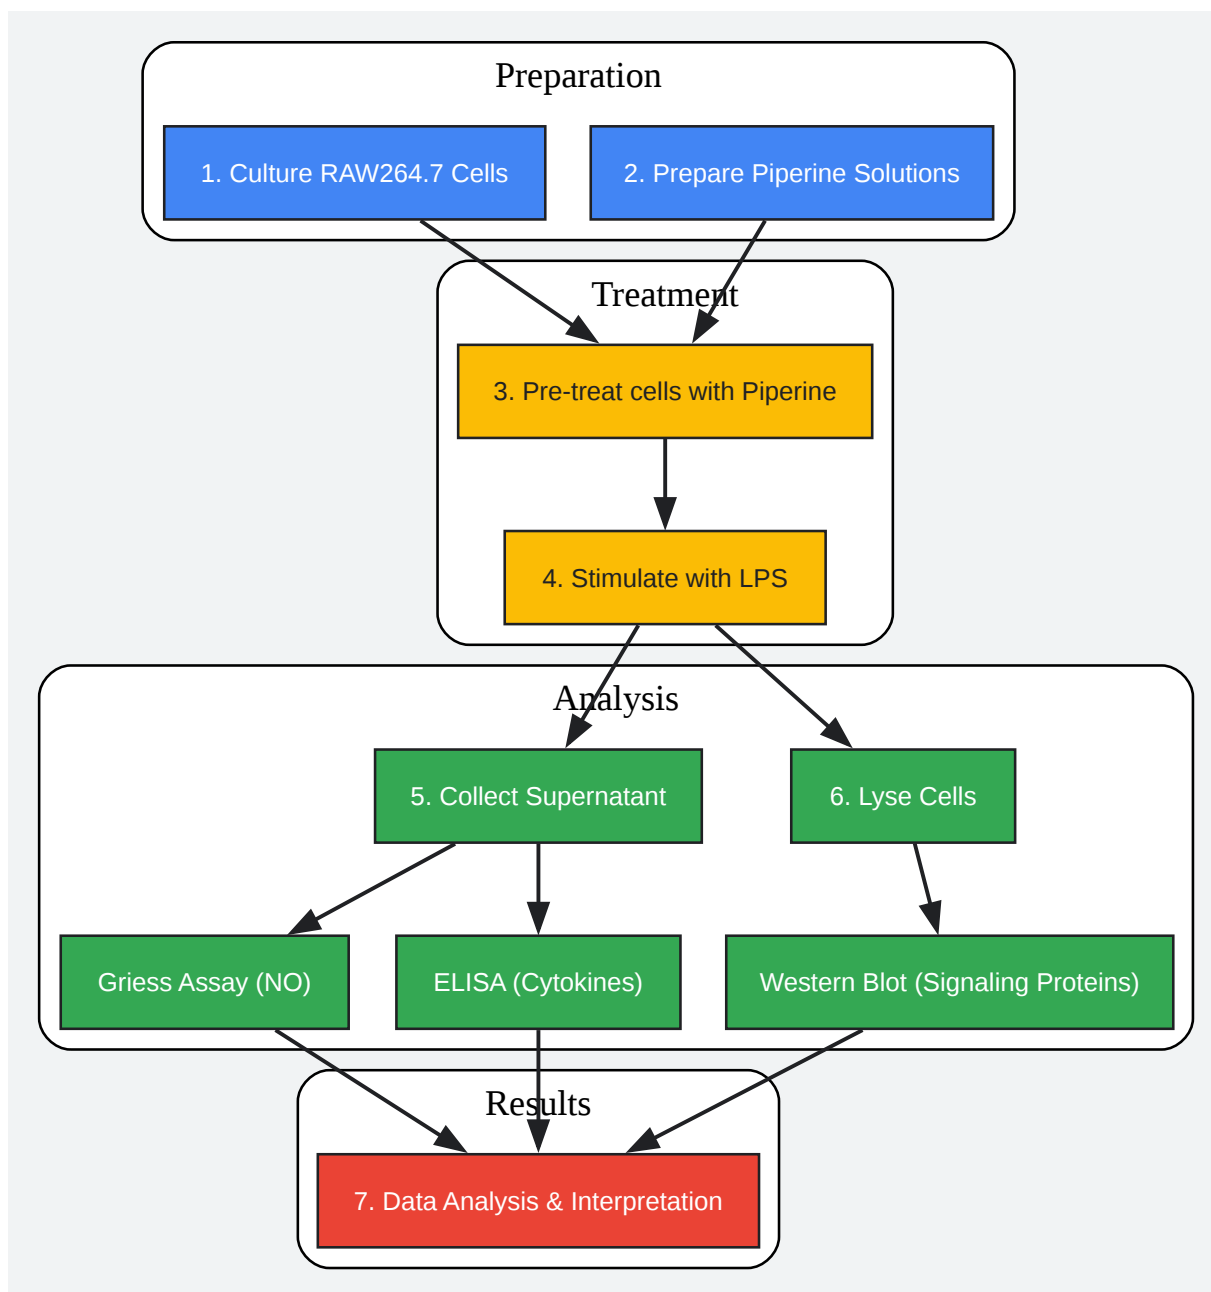 Preparation
1. Culture RAW264.7 Cells
2. Prepare Piperine Solutions
Treatment
3. Pre-treat cells with Piperine
4. Stimulate with LPS
Analysis
5. Collect Supernatant
6. Lyse Cells
Griess Assay (NO)
ELISA (Cytokines)
Western Blot (Signaling Proteins)
Results
7. Data Analysis & Interpretation